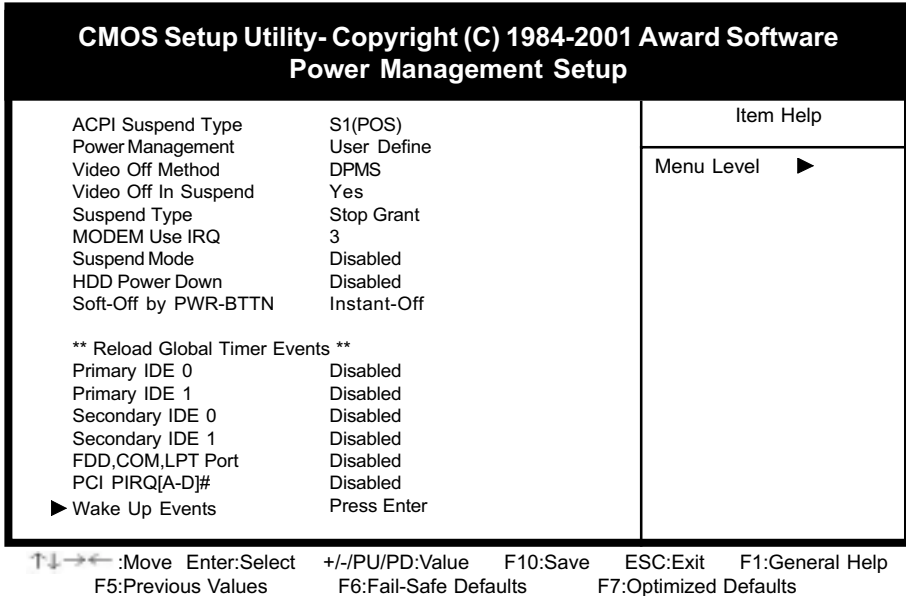 CMOS Setup Utility- Copyright (C) 1984-2001 Award Software
Power Management Setup
ACPI Suspend Type S1(POS)
Power Management User Define
Video Off Method DPMS
Video Off In Suspend Yes
Suspend Type Stop Grant
MODEM Use IRQ 3
Suspend Mode Disabled
HDD Power Down Disabled
Soft-Off by PWR-BTTN Instant-Off
** Reload Global Timer Events **
Primary IDE 0 Disabled
Primary IDE 1 Disabled
Secondary IDE 0 Disabled
Secondary IDE 1 Disabled
FDD,COM,LPT Port Disabled
PCI PIRQ[A-D]# Disabled
▶ Wake Up Events Press Enter
Item Help
Menu Level ▶
↑↓→← :Move Enter:Select +/-/PU/PD:Value F10:Save ESC:Exit F1:General Help
F5:Previous Values F6:Fail-Safe Defaults F7:Optimized Defaults